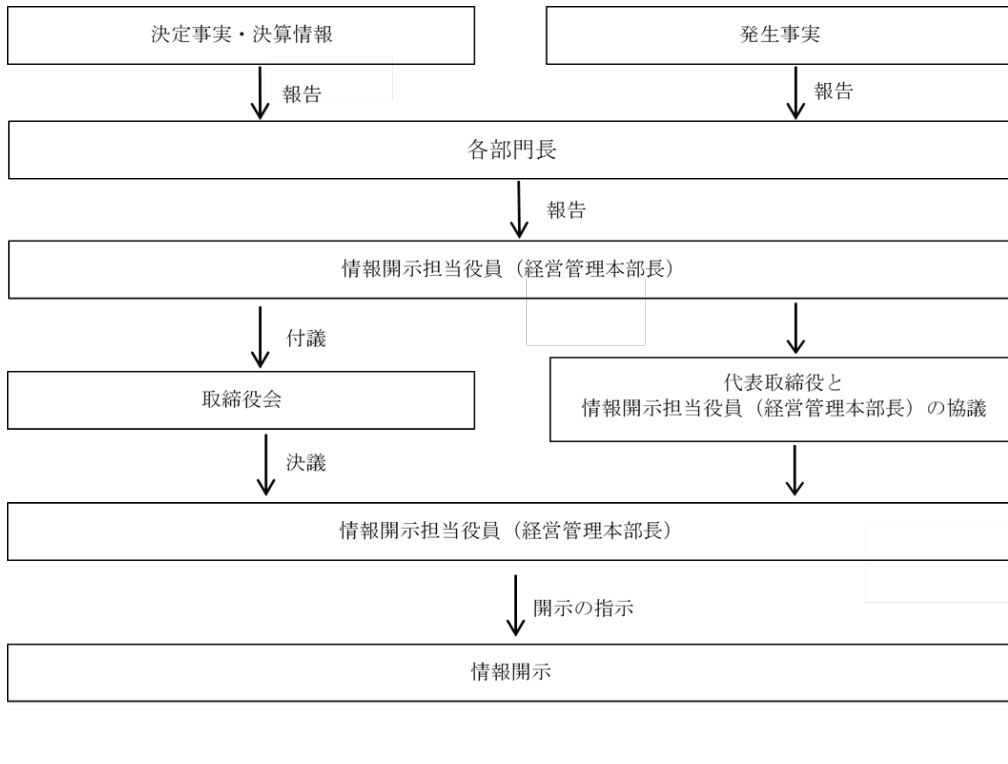 決定事実・決算情報
発生事実
報告
報告
各部門長
報告
情報開示担当役員（経営管理本部長）
付議
取締役会
代表取締役と
情報開示担当役員（経営管理本部長）の協議
決議
情報開示担当役員（経営管理本部長）
開示の指示
情報開示